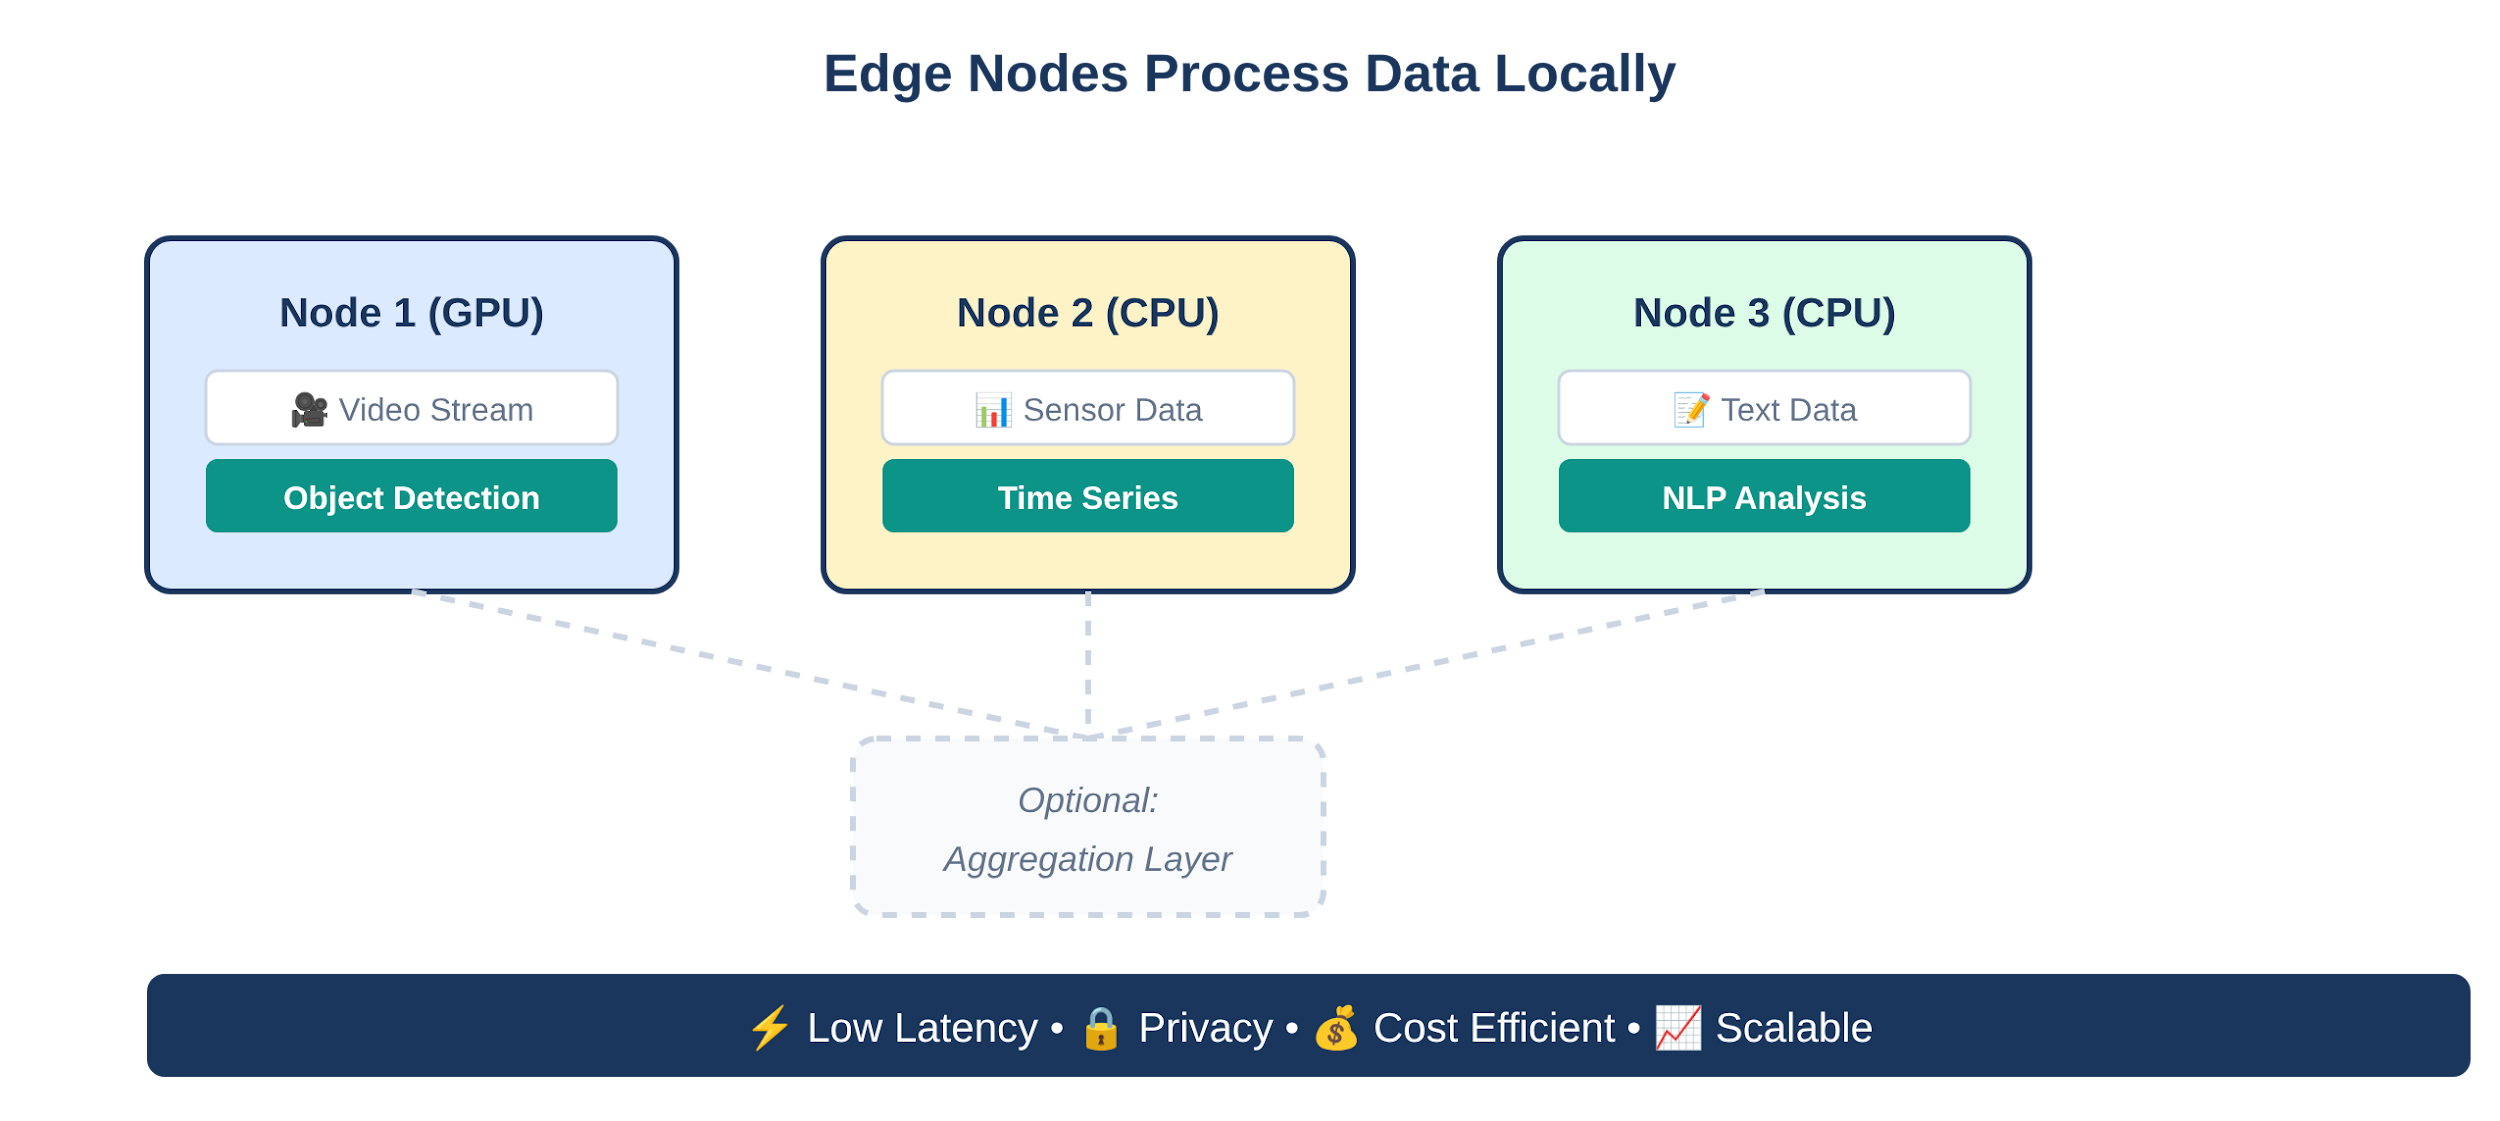 Edge Nodes Process Data Locally
Node 1 (GPU)
🎥 Video Stream
Object Detection
Node 2 (CPU)
📊 Sensor Data
Time Series
Node 3 (CPU)
📝 Text Data
NLP Analysis
Optional:
Aggregation Layer
⚡ Low Latency • 🔒 Privacy • 💰 Cost Efficient • 📈 Scalable